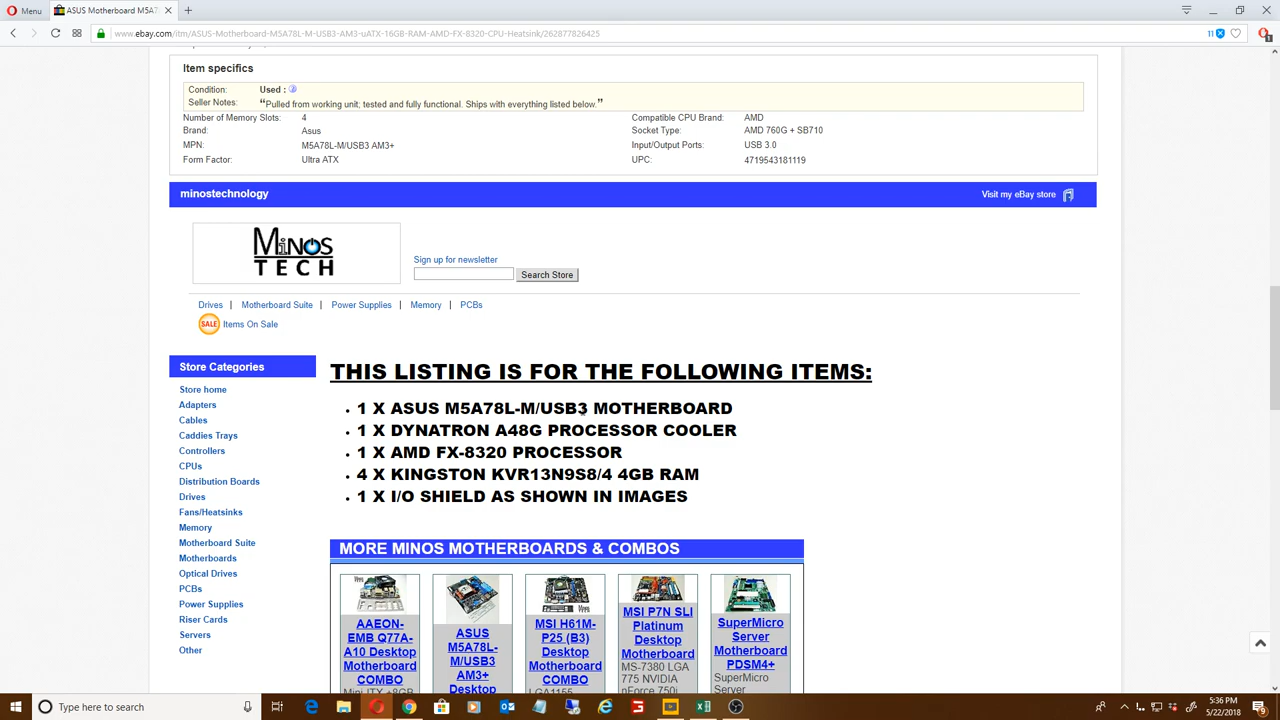 Menu
ASUS Motherboard M5A7
www.ebay.com/itm/ASUS-Motherboard-M5A78L-M-USB3-AM3-uATX-16GB-RAM-AMD-FX-8320-CPU-Heatsink/262877826425
11
Item specifics
Condition: Used :
Seller Notes: “Pulled from working unit; tested and fully functional. Ships with everything listed below.”
Number of Memory Slots: 4 Compatible CPU Brand: AMD
Brand: Asus Socket Type: AMD 760G + SB710
MPN: M5A78L-M/USB3 AM3+ Input/Output Ports: USB 3.0
Form Factor: Ultra ATX UPC: 4719543181119
minostechnology Visit my eBay store
MiNOS
TECH
Sign up for newsletter
Search Store
Drives | Motherboard Suite | Power Supplies | Memory | PCBs
SALE Items On Sale
Store Categories
Store home
Adapters
Cables
Caddies Trays
Controllers
CPUs
Distribution Boards
Drives
Fans/Heatsinks
Memory
Motherboard Suite
Motherboards
Optical Drives
PCBs
Power Supplies
Riser Cards
Servers
Other
THIS LISTING IS FOR THE FOLLOWING ITEMS:
• 1 X ASUS M5A78L-M/USB3 MOTHERBOARD
• 1 X DYNATRON A48G PROCESSOR COOLER
• 1 X AMD FX-8320 PROCESSOR
• 4 X KINGSTON KVR13N9S8/4 4GB RAM
• 1 X I/O SHIELD AS SHOWN IN IMAGES
MORE MINOS MOTHERBOARDS & COMBOS
AAEON-
EMB Q77A-
A10 Desktop
Motherboard
COMBO
Mini ITX +8GB
ASUS
M5A78L-
M/USB3
AM3+
Desktop
MSI H61M-
P25 (B3)
Desktop
Motherboard
COMBO
LGA1155
MSI P7N SLI
Platinum
Desktop
Motherboard
MS-7380 LGA
775 NVIDIA
nForce 750i
SuperMicro
Server
Motherboard
PDSM4+
SuperMicro
Server
Type here to search
5:36 PM
5/22/2018